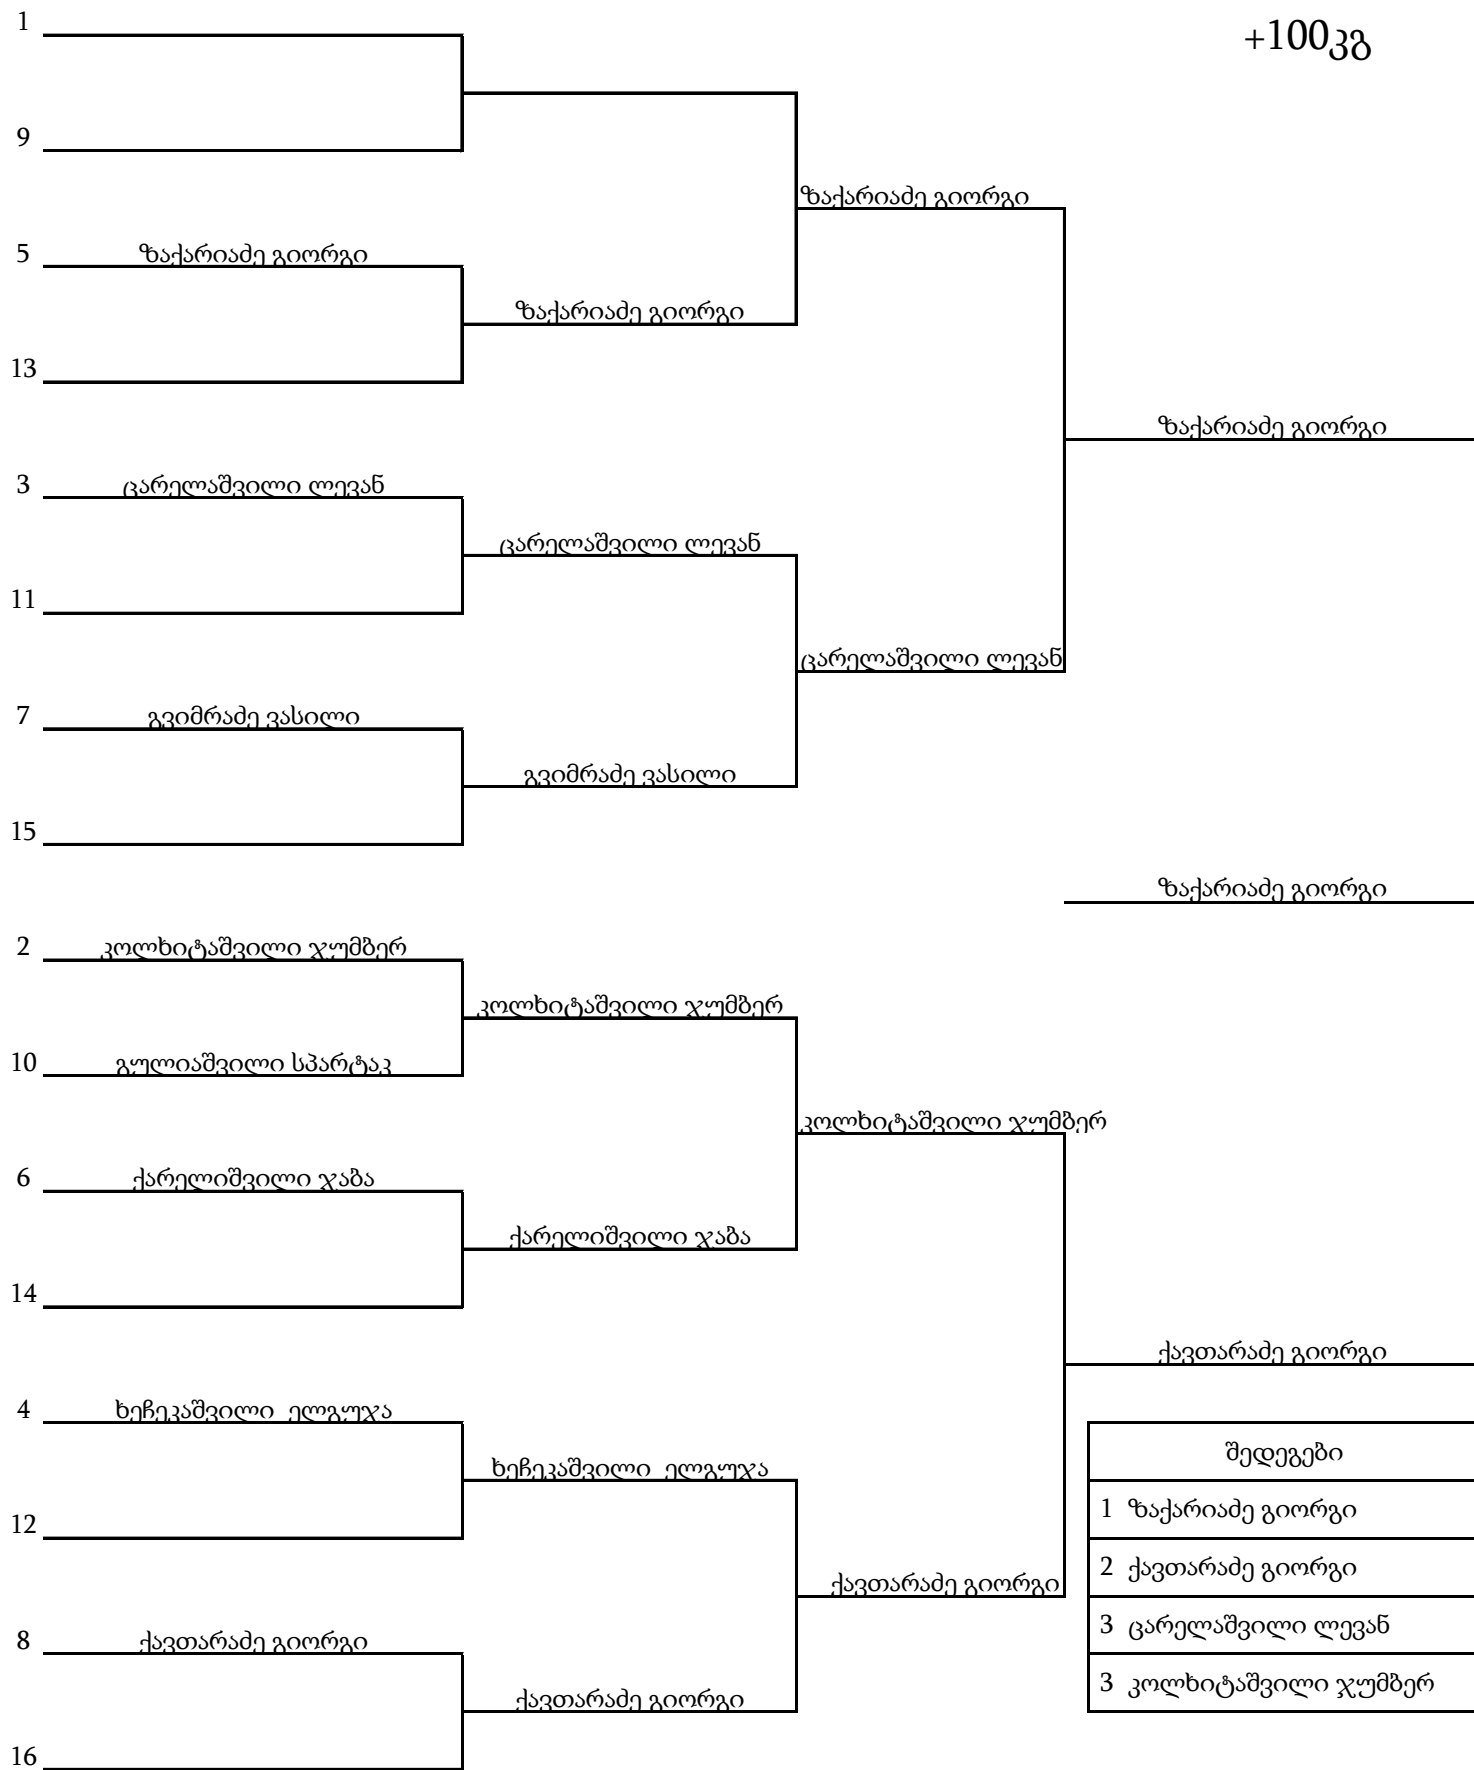 +100კგ
1
9
ზაქარიაძე გიორგი
5 ზაქარიაძე გიორგი
ზაქარიაძე გიორგი
13
ზაქარიაძე გიორგი
3 ცარელაშვილი ლევან
ცარელაშვილი ლევან
11
ცარელაშვილი ლევან
7 გვიმრაძე ვასილი
გვიმრაძე ვასილი
15
ზაქარიაძე გიორგი
2 კოლხიტაშვილი ჯუმბერ
კოლხიტაშვილი ჯუმბერ
10 გულიაშვილი სპარტაკ
კოლხიტაშვილი ჯუმბერ
6 ქარელიშვილი ჯაბა
ქარელიშვილი ჯაბა
14
ქავთარაძე გიორგი
4 ხეჩეკაშვილი ელგუჯა
ხეჩეკაშვილი ელგუჯა
12
ქავთარაძე გიორგი
8 ქავთარაძე გიორგი
ქავთარაძე გიორგი
16
შედეგები
1 ზაქარიაძე გიორგი
2 ქავთარაძე გიორგი
3 ცარელაშვილი ლევან
3 კოლხიტაშვილი ჯუმბერ